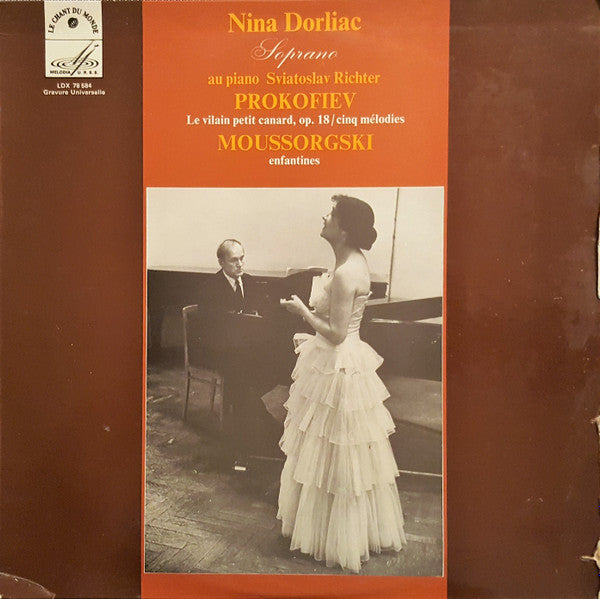 LE CHANT DU MONDE
MELODIA U.R.S.S.
LDX 78 584
Gravure Universelle
Nina Dorliac
Soprano
au piano Sviatoslav Richter
PROKOFIEV
Le vilain petit canard, op. 18/cinq mélodies
MOUSSORGSKI
enfantines